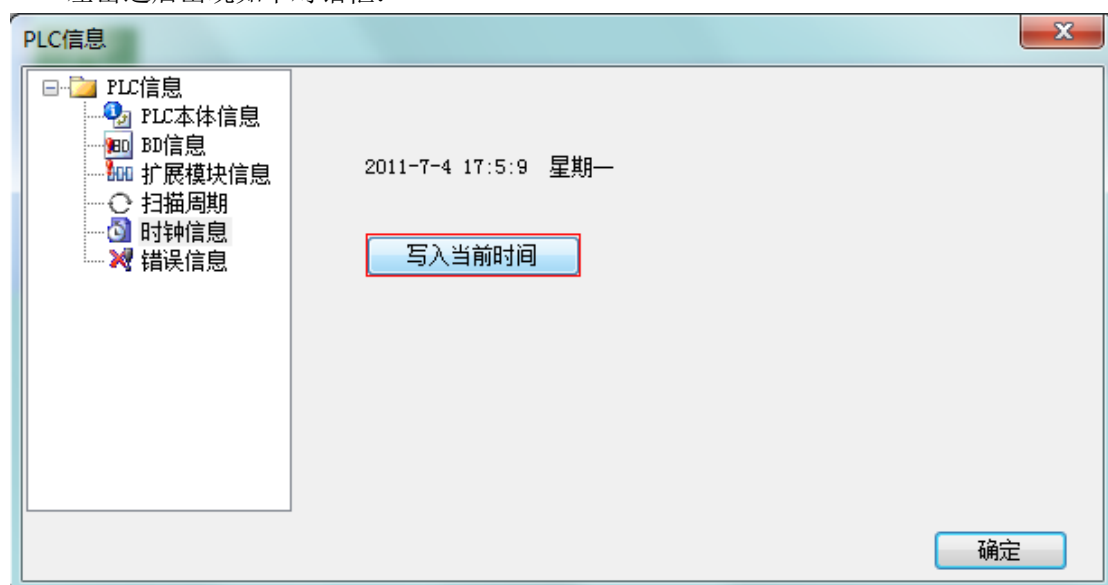 PLC信息
PLC信息
PLC本体信息
BD信息
扩展模块信息
扫描周期
时钟信息
错误信息
2011-7-4 17:5:9 星期一
写入当前时间
确定